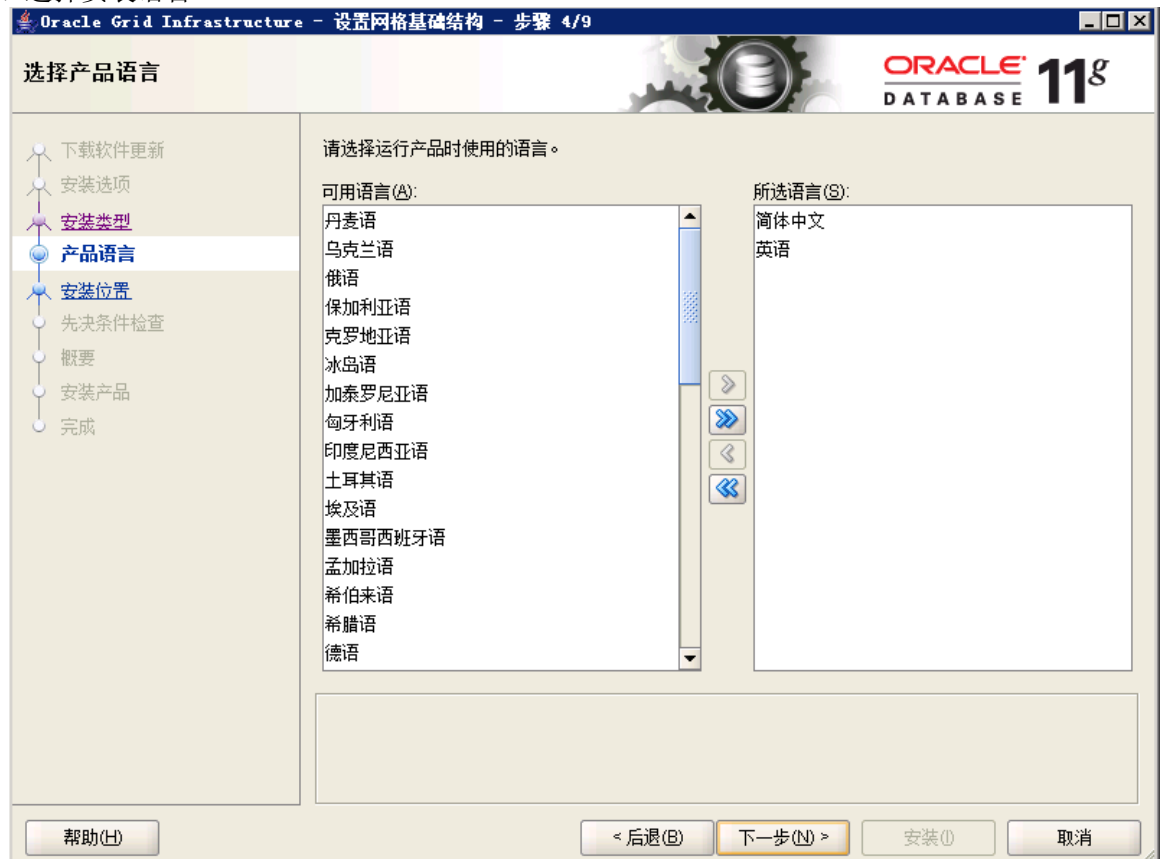 Oracle Grid Infrastructure - 设置网格基础结构 - 步骤 4/9
选择产品语言
ORACLE 11g
DATABASE
下载软件更新
安装选项
安装类型
产品语言
安装位置
先决条件检查
概要
安装产品
完成
请选择运行产品时使用的语言。
可用语言(A):
丹麦语
乌克兰语
俄语
保加利亚语
克罗地亚语
冰岛语
加泰罗尼亚语
匈牙利语
印度尼西亚语
土耳其语
埃及语
墨西哥西班牙语
孟加拉语
希伯来语
希腊语
德语
所选语言(S):
简体中文
英语
帮助(H)
< 后退(B)
下一步(N) >
安装(I)
取消